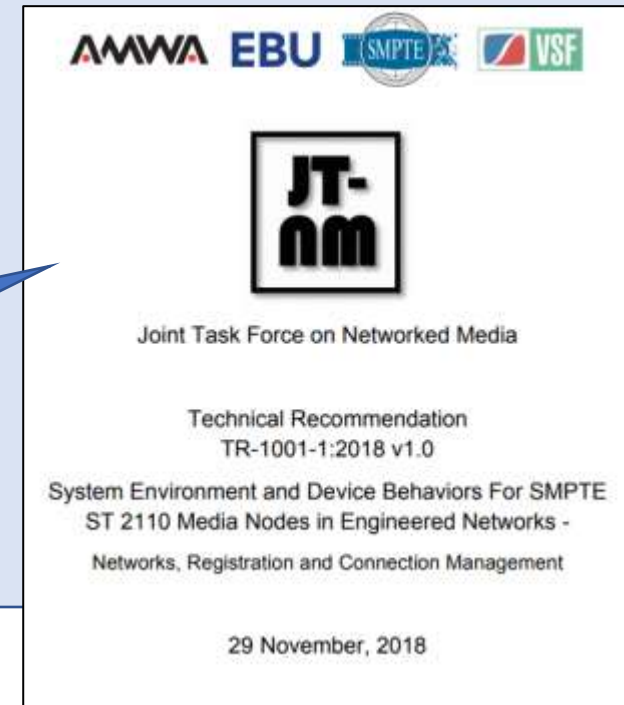 AMWA EBU SMPTE VSF
JT-
nm
Joint Task Force on Networked Media
Technical Recommendation
TR-1001-1:2018 v1.0
System Environment and Device Behaviors For SMPTE
ST 2110 Media Nodes in Engineered Networks -
Networks, Registration and Connection Management
29 November, 2018